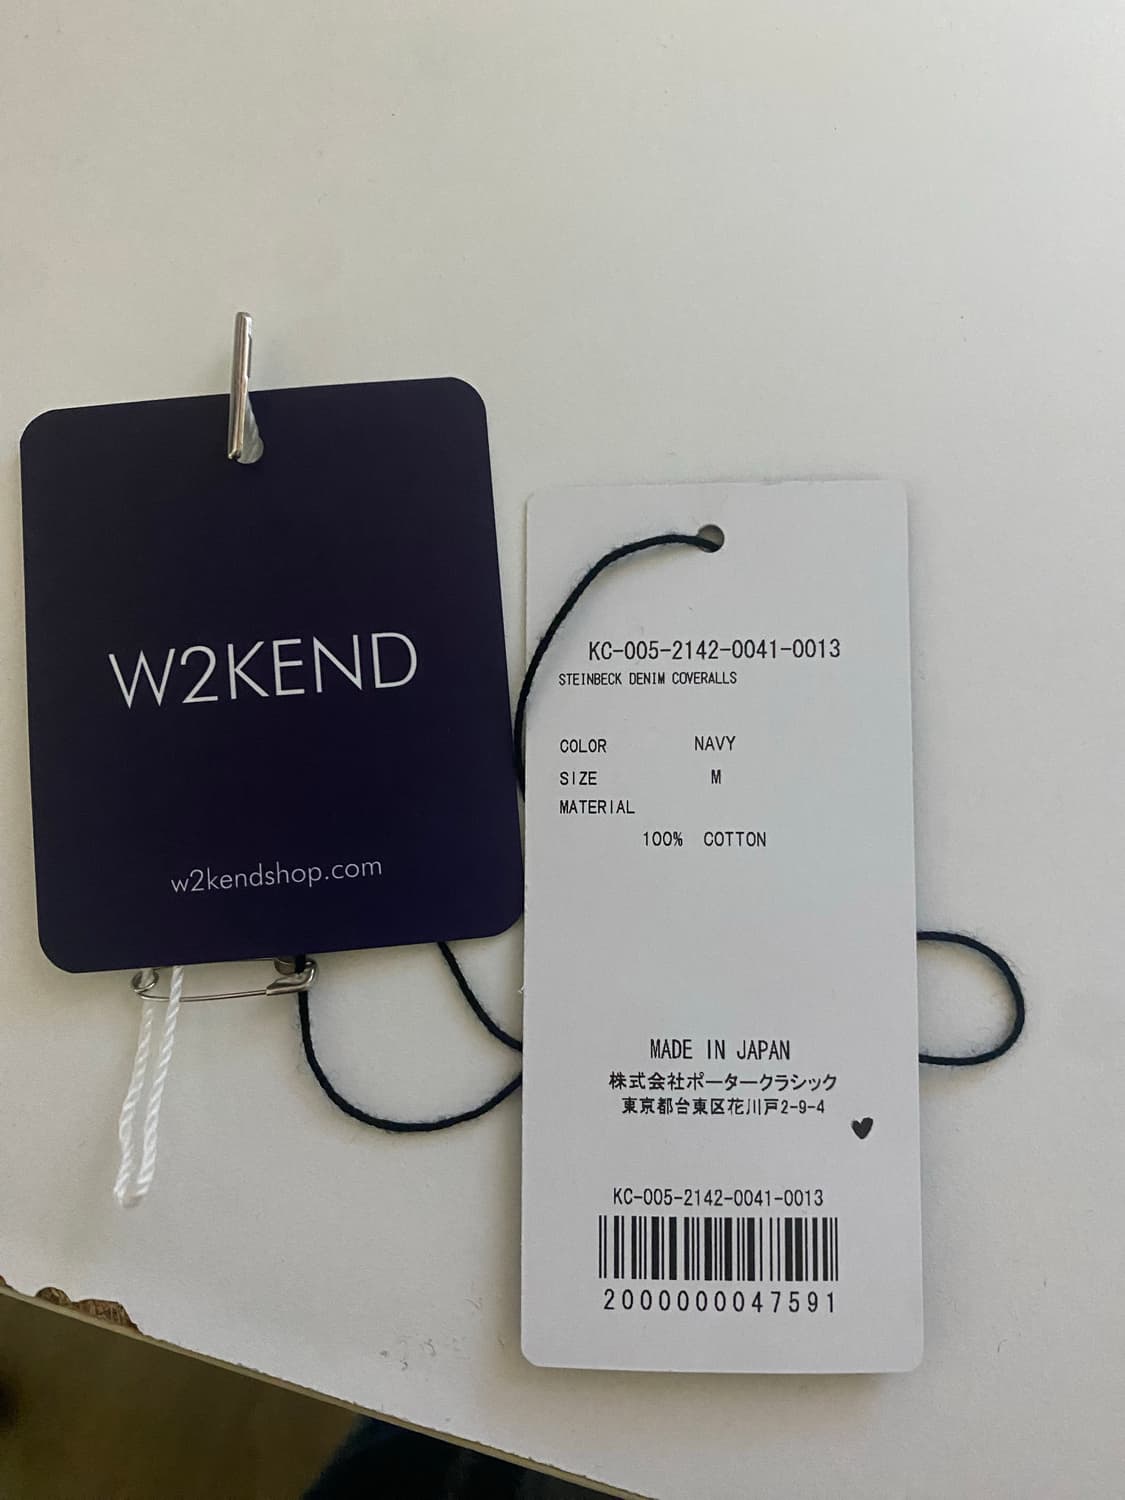 W2KEND
w2kendshop.com
KC-005-2142-0041-0013
STEINBECK DENIM COVERALLS
COLOR NAVY
SIZE M
MATERIAL
100% COTTON
MADE IN JAPAN
株式会社ポータークラシック
東京都台東区花川戸2-9-4
KC-005-2142-0041-0013
2000000047591